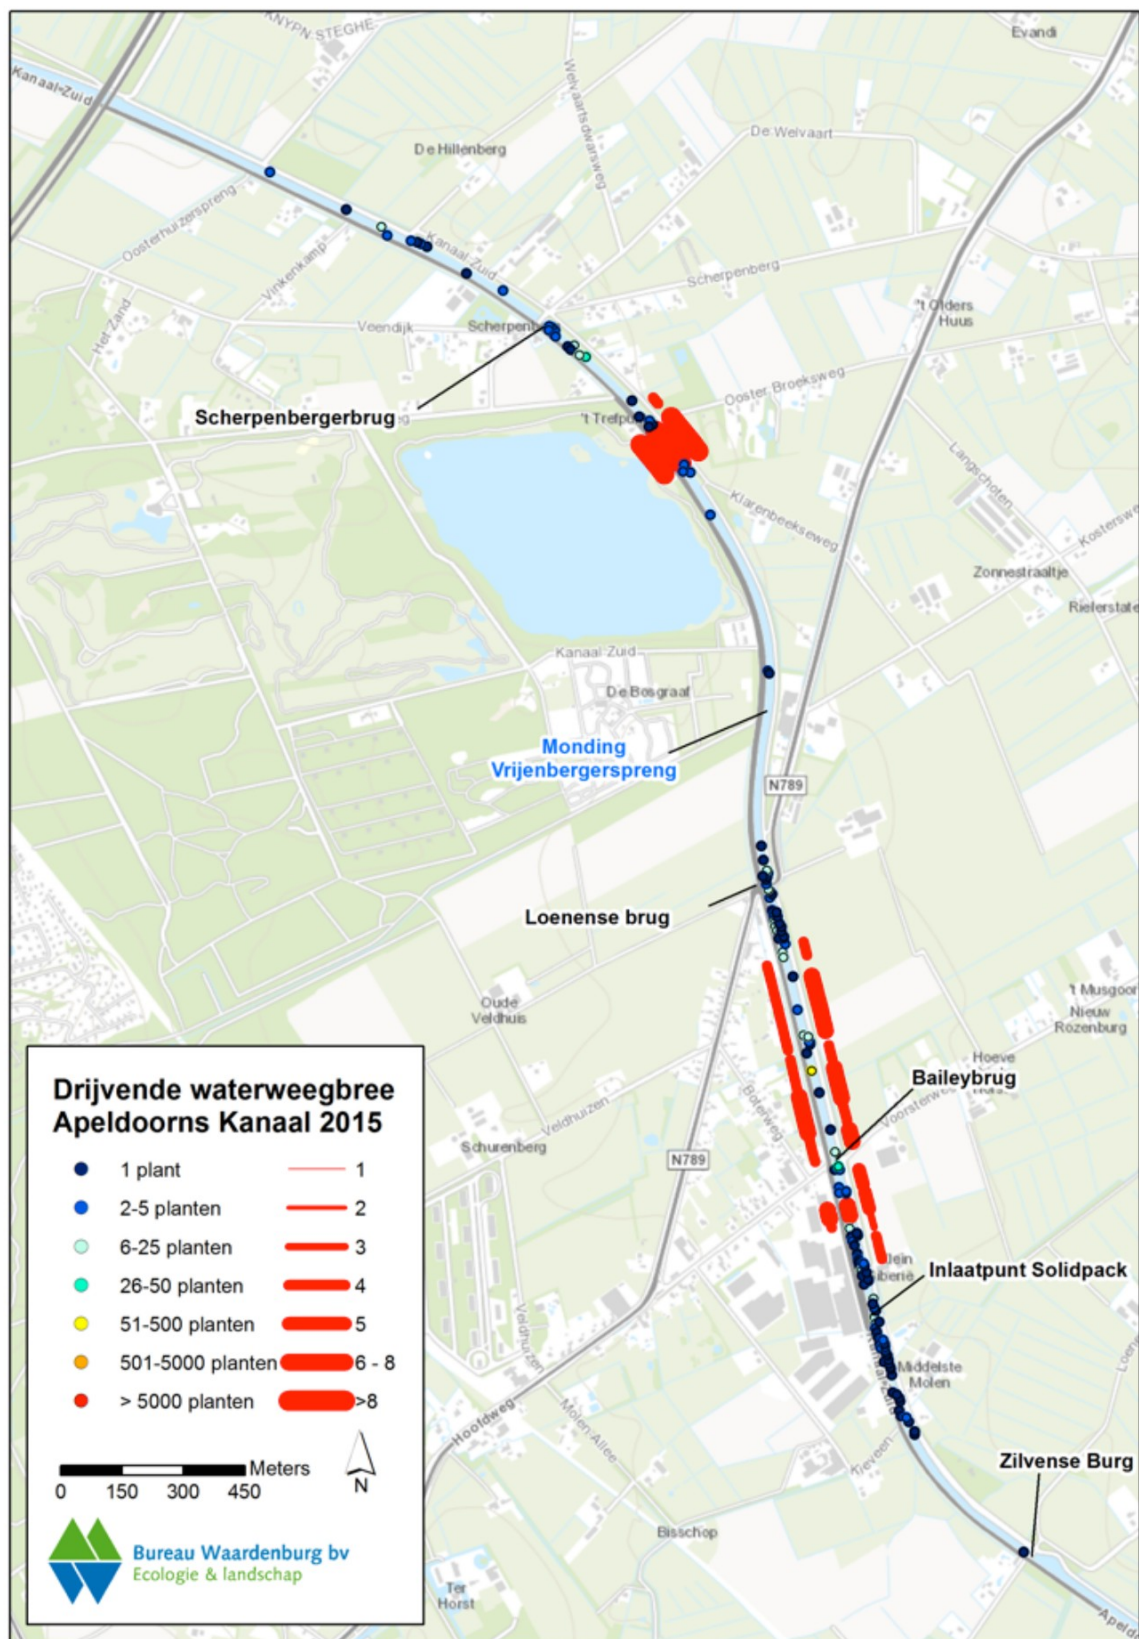 KNYPN STEGHE
Evandi
Kanaal-Zuid
Welvaartsdwarsweg
De Welvaart
De Hillenberg
Oosterhuizerspreng
Kanaal Zuid
Vinkenkamp
Scherpenberg
Het Zand
Veendijk
't Olders
Huus
Scherpenbergerbrug
Ooster Broeksweg
Langschoten
Klarenbeekseweg
Zonnestraaltje
Rielerstate
Kanaal Zuid
De Bosgraaf
Monding
Vrijenbergerspreng
N789
Loenense brug
Oude
Veldhuis
't Musgoor
Nieuw
Rozenburg
Hoeve
Baileybrug
Boterweg
Voorsterweg
Veldhuizen
Schurenberg
N789
Inlaatpunt Solidpack
Veldhuizen
Middelste
Molen
Hoofdweg
Molen Allee
Kieveen
Zilvense Burg
Bisschop
Ter
Horst
Drijvende waterweegbree
Apeldoorns Kanaal 2015
1 plant 1
2-5 planten 2
6-25 planten 3
26-50 planten 4
51-500 planten 5
501-5000 planten 6 - 8
> 5000 planten >8
Meters
0 150 300 450
N
Bureau Waardenburg bv
Ecologie & landschap